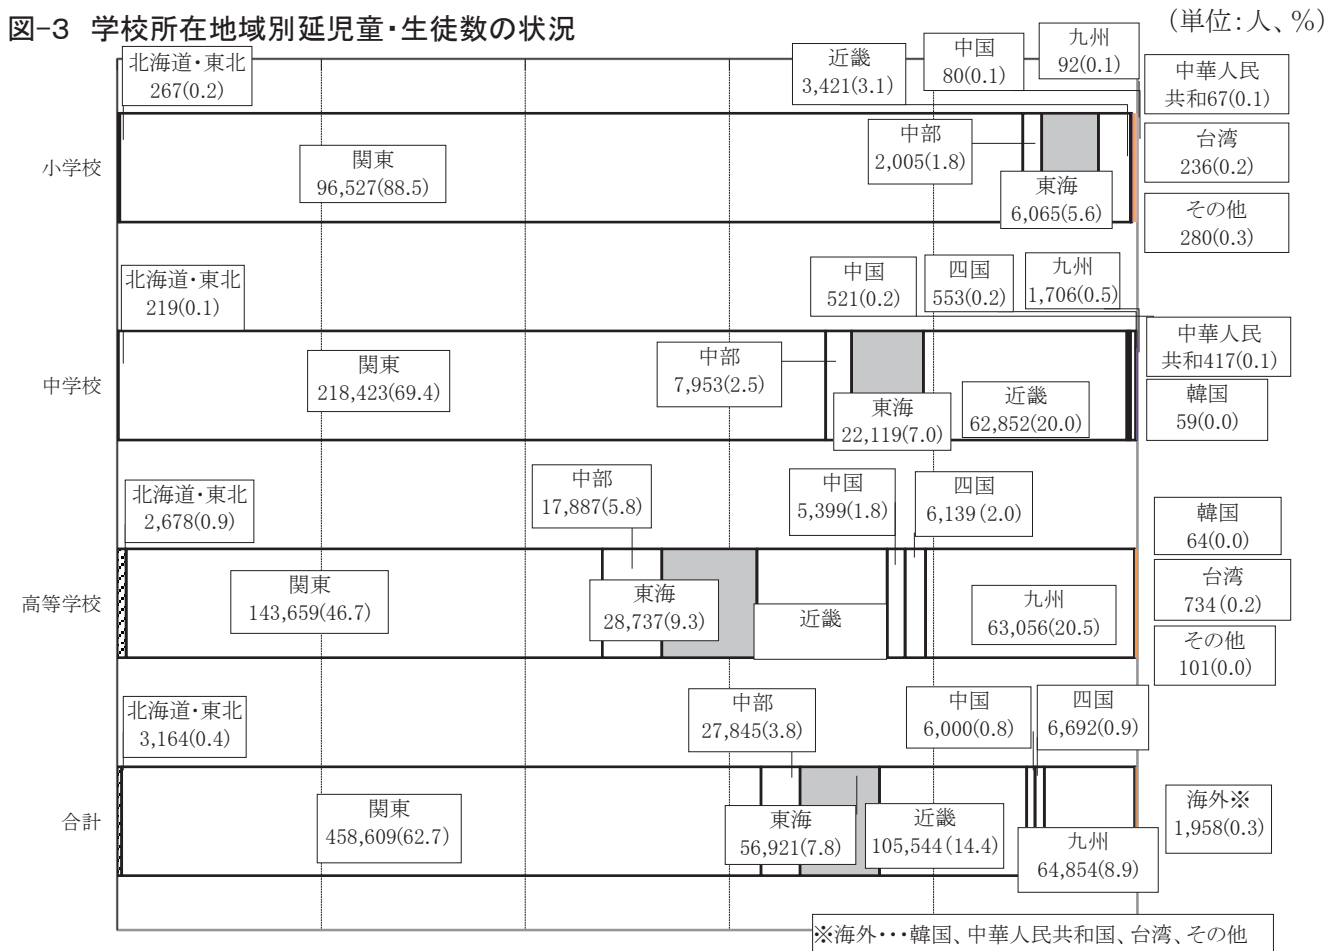 図-3 学校所在地域別延児童・生徒数の状況
(単位:人、%)
北海道・東北
267(0.2)
近畿
3,421(3.1)
中国
80(0.1)
九州
92(0.1)
中華人民
共和67(0.1)
小学校
関東
96,527(88.5)
中部
2,005(1.8)
東海
6,065(5.6)
台湾
236(0.2)
その他
280(0.3)
北海道・東北
219(0.1)
中国
521(0.2)
四国
553(0.2)
九州
1,706(0.5)
中華人民
共和417(0.1)
中学校
関東
218,423(69.4)
中部
7,953(2.5)
東海
22,119(7.0)
近畿
62,852(20.0)
韓国
59(0.0)
北海道・東北
2,678(0.9)
中部
17,887(5.8)
中国
5,399(1.8)
四国
6,139(2.0)
韓国
64(0.0)
高等学校
関東
143,659(46.7)
東海
28,737(9.3)
近畿
九州
63,056(20.5)
台湾
734(0.2)
その他
101(0.0)
北海道・東北
3,164(0.4)
中部
27,845(3.8)
中国
6,000(0.8)
四国
6,692(0.9)
合計
関東
458,609(62.7)
東海
56,921(7.8)
近畿
105,544(14.4)
九州
64,854(8.9)
海外※
1,958(0.3)
※海外・・・韓国、中華人民共和国、台湾、その他